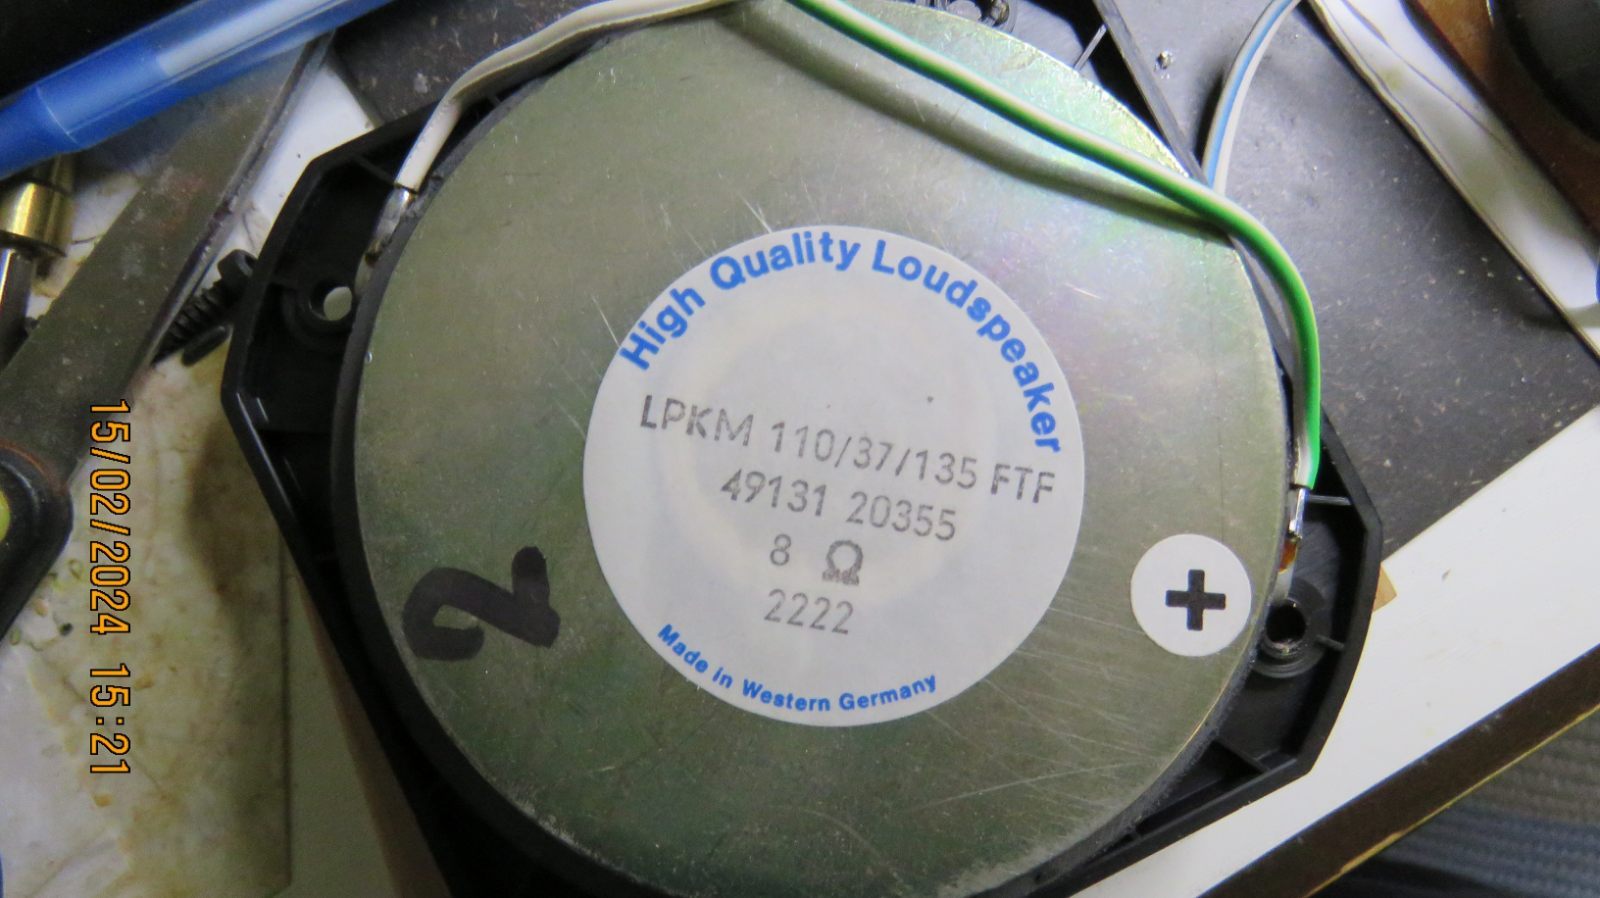 High Quality Loudspeaker
LPKM 110/37/135 FTF
49131 20355
8 Ω
2222
Made in Western Germany
+
2
15/02/2024 15:21